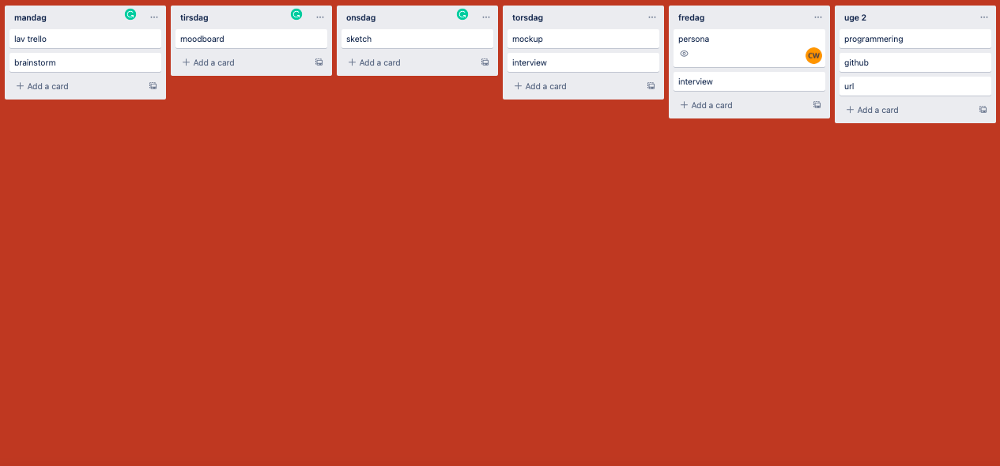 mandag
lav trello
brainstorm
Add a card
tirsdag
moodboard
Add a card
onsdag
sketch
Add a card
torsdag
mockup
interview
Add a card
fredag
persona
CW
interview
Add a card
uge 2
programmering
github
url
Add a card